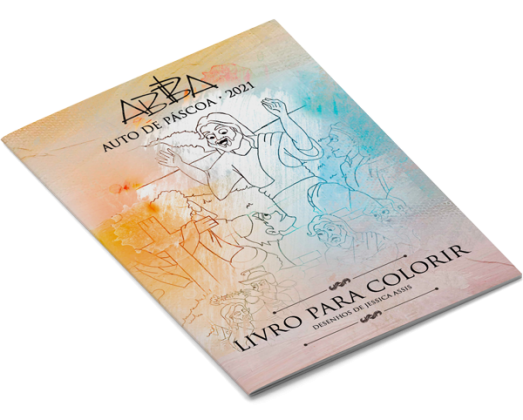 ABBA
AUTO DE PÁSCOA • 2021
LIVRO PARA COLORIR
DESENHOS DE JESSICA ASSIS